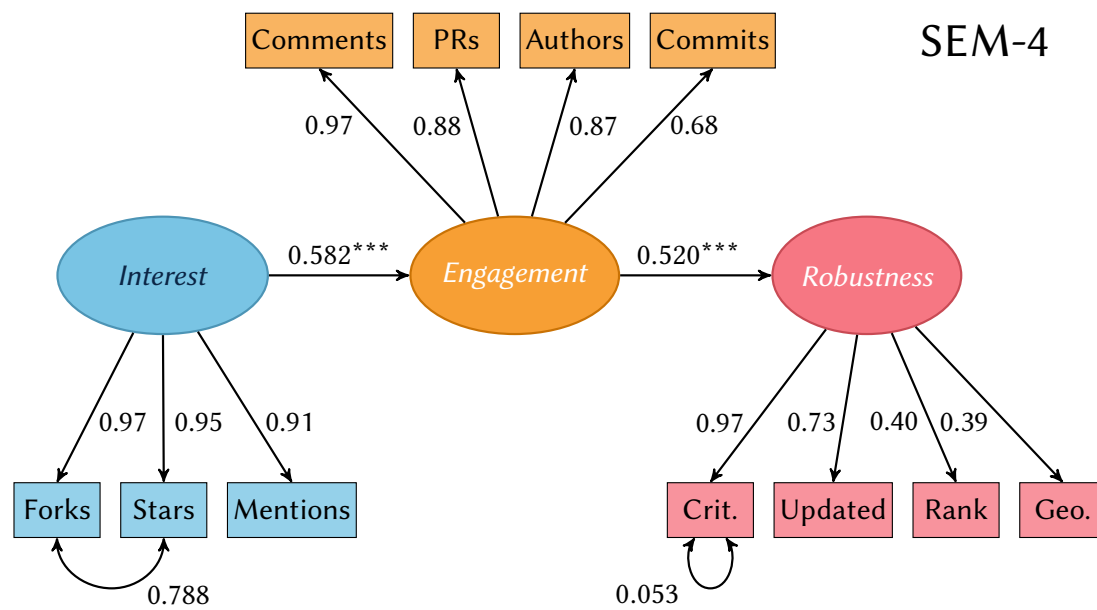 SEM-4
Comments PRs Authors Commits
0.97 0.88 0.87 0.68
0.582*** 0.520***
Interest Engagement Robustness
0.97 0.95 0.91 0.97 0.73 0.40 0.39
Forks Stars Mentions Crit. Updated Rank Geo.
0.788 0.053